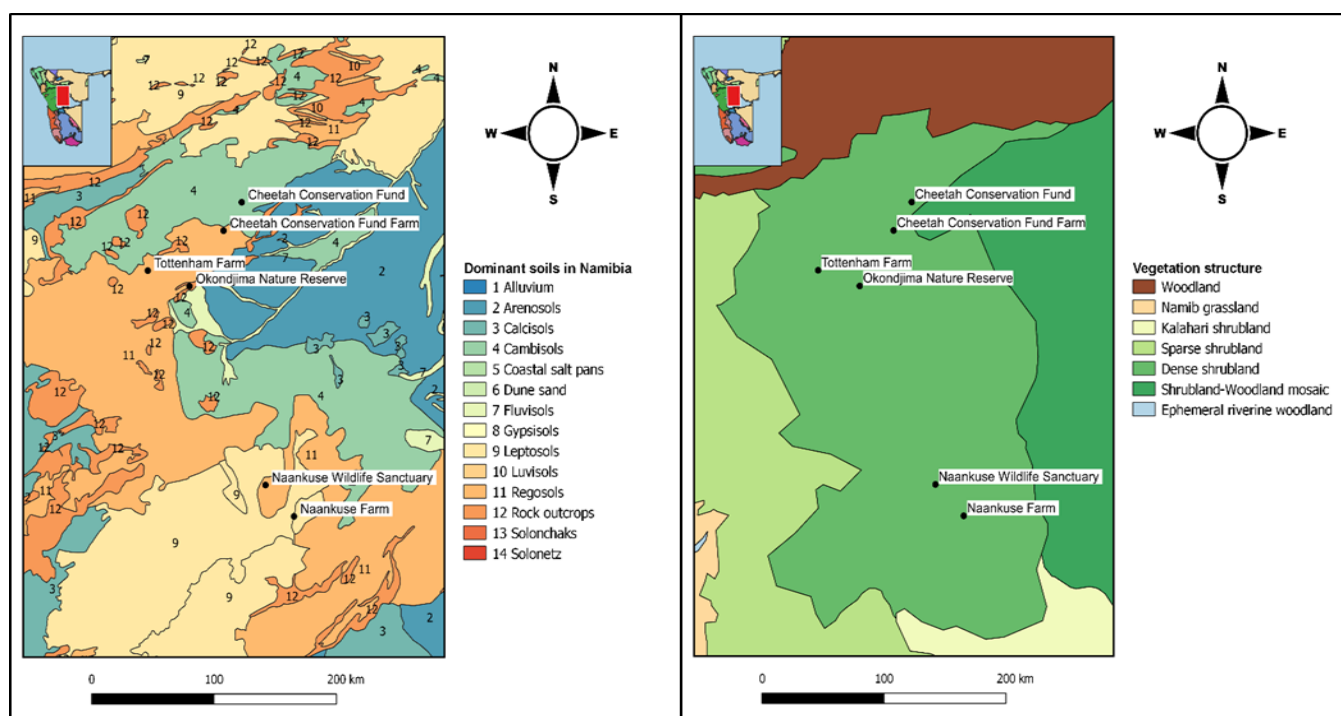 N
W
E
S
Cheetah Conservation Fund
Cheetah Conservation Fund Farm
Tottenham Farm
Okondjima Nature Reserve
Naankuse Wildlife Sanctuary
Naankuse Farm
Dominant soils in Namibia
1 Alluvium
2 Arenosols
3 Calcisols
4 Cambisols
5 Coastal salt pans
6 Dune sand
7 Fluvisols
8 Gypsisols
9 Leptosols
10 Luvisols
11 Regosols
12 Rock outcrops
13 Solonchaks
14 Solonetz
0 100 200 km
N
W
E
S
Cheetah Conservation Fund
Cheetah Conservation Fund Farm
Tottenham Farm
Okondjima Nature Reserve
Naankuse Wildlife Sanctuary
Naankuse Farm
Vegetation structure
Woodland
Namib grassland
Kalahari shrubland
Sparse shrubland
Dense shrubland
Shrubland-Woodland mosaic
Ephemeral riverine woodland
0 100 200 km